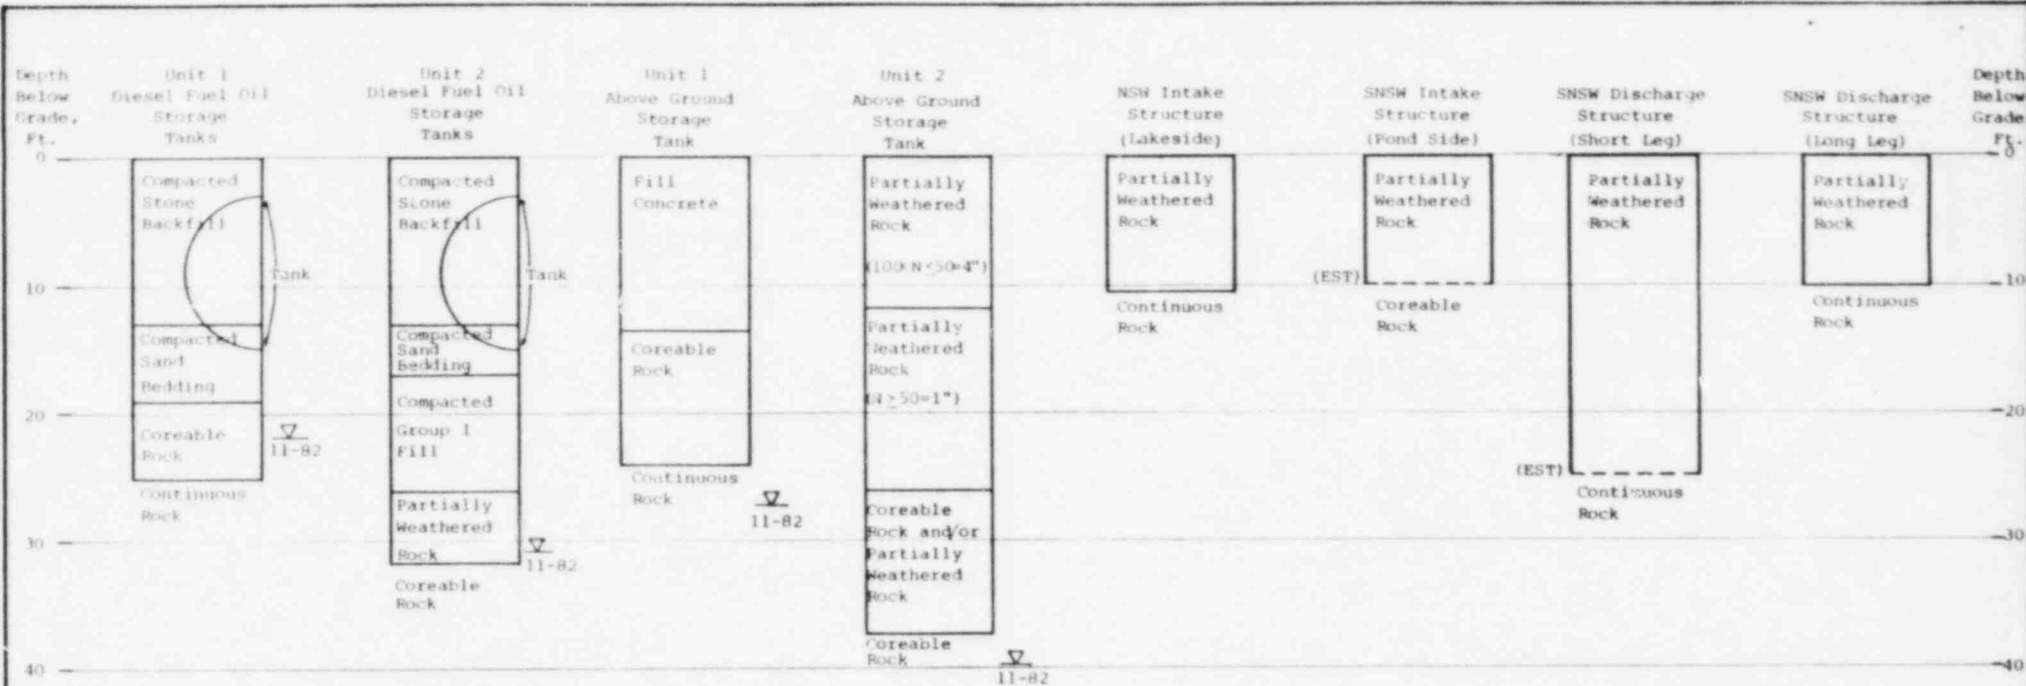 Depth
Below
Grade,
Ft.
Unit 1
Diesel Fuel Oil
Storage
Tanks
Unit 2
Diesel Fuel Oil
Storage
Tanks
Unit 1
Above Ground
Storage
Tank
Unit 2
Above Ground
Storage
Tank
NSW Intake
Structure
(Lakeside)
SNSW Intake
Structure
(Pond Side)
SNSW Discharge
Structure
(Short Leg)
SNSW Discharge
Structure
(Long Leg)
Depth
Below
Grade
Ft.
0
10
20
30
40
Compacted
Stone
Backfill
Tank
Compacted
Sand
Bedding
Coreable
Rock
11-82
Continuous
Rock
Compacted
Stone
Backfill
Tank
Compacted
Sand
Bedding
Compacted
Group 1
Fill
Partially
Weathered
Rock
11-82
Coreable
Rock
Fill
Concrete
Coreable
Rock
Continuous
Rock
11-82
Partially
Weathered
Rock
(100<N<50=4")
Partially
Weathered
Rock
(N≥50=1")
Coreable
Rock and/or
Partially
Weathered
Rock
Coreable
Rock
11-82
Partially
Weathered
Rock
Continuous
Rock
Partially
Weathered
Rock
(EST)
Coreable
Rock
Partially
Weathered
Rock
(EST)
Continuous
Rock
Partially
Weathered
Rock
Continuous
Rock
0
10
20
30
40